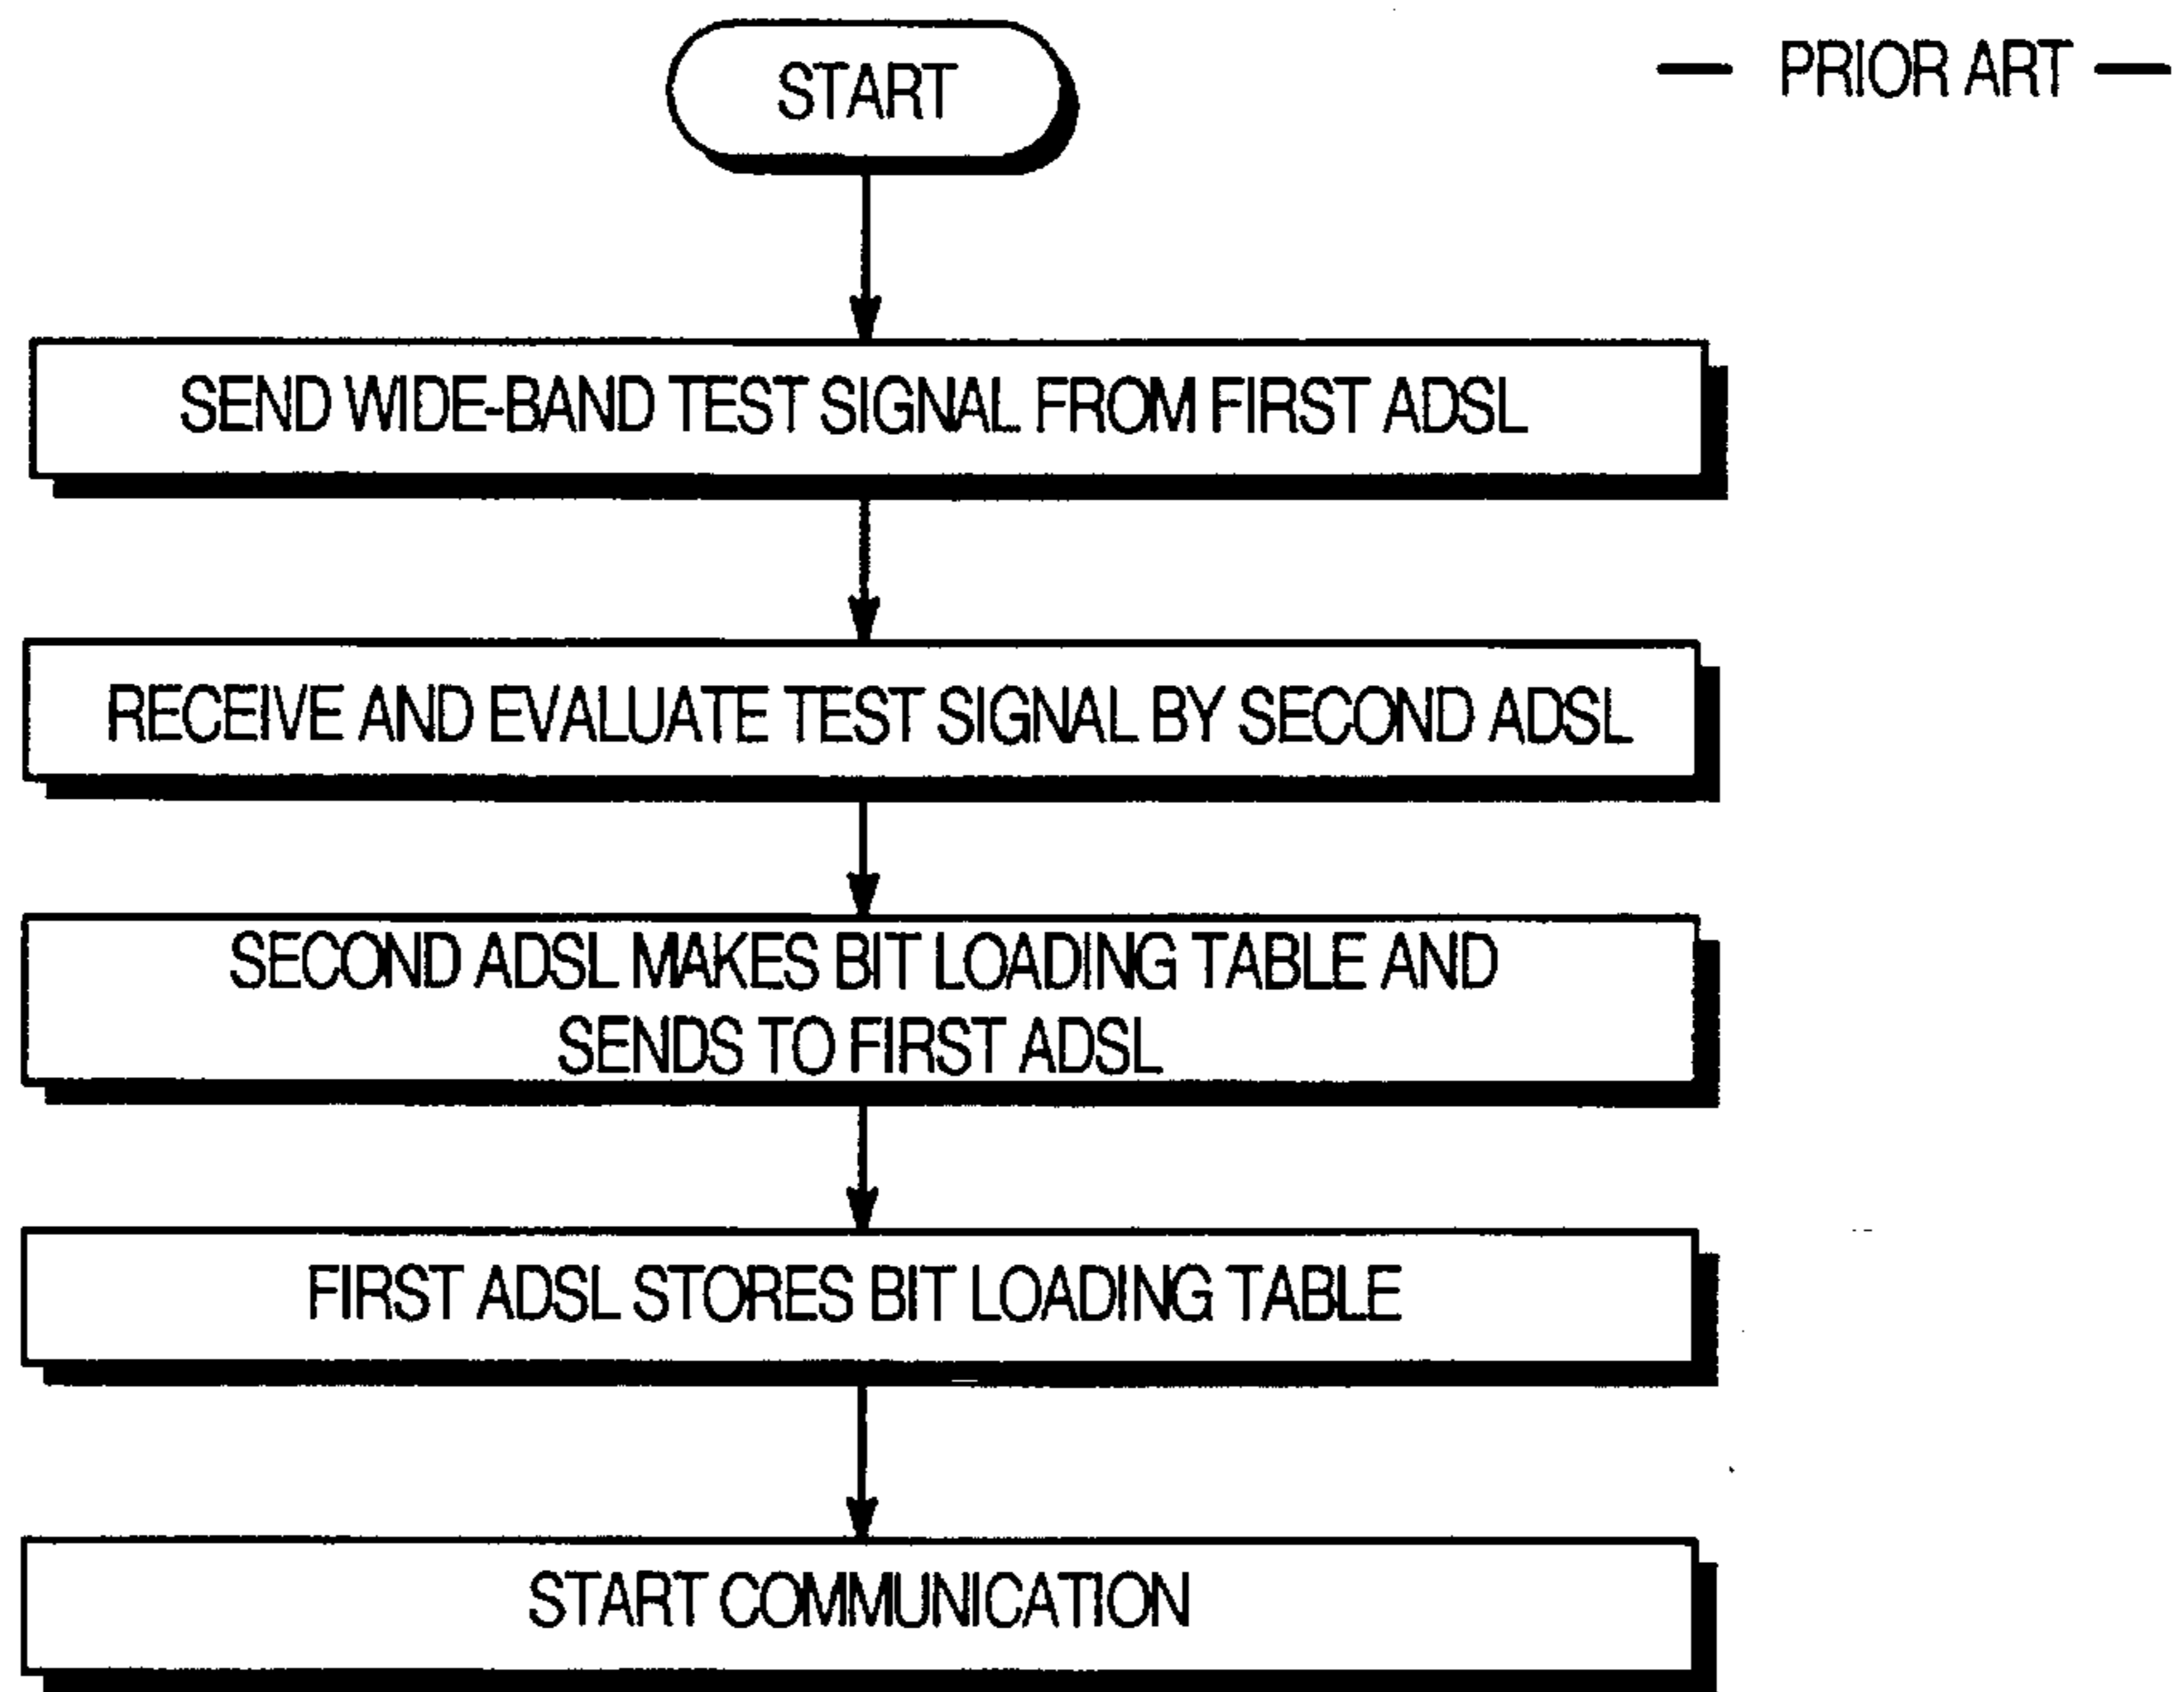 START
— PRIOR ART —
SEND WIDE-BAND TEST SIGNAL FROM FIRST ADSL
RECEIVE AND EVALUATE TEST SIGNAL BY SECOND ADSL
SECOND ADSL MAKES BIT LOADING TABLE AND
SENDS TO FIRST ADSL
FIRST ADSL STORES BIT LOADING TABLE
START COMMUNICATION